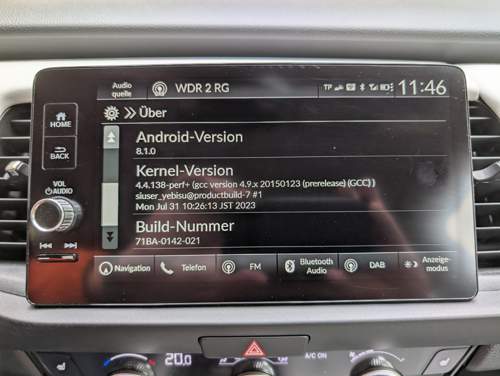 Audio
quelle
WDR 2 RG
TP
11:46
HOME
Über
BACK
Android-Version
8.1.0
Kernel-Version
4.4.138-perf+ (gcc version 4.9.x 20150123 (prerelease) (GCC) )
siuser_yebisu@productbuild-7 #1
Mon Jul 31 10:26:13 JST 2023
VOL
AUDIO
Build-Nummer
71BA-0142-021
Navigation
Telefon
FM
Bluetooth
Audio
DAB
Anzeige-
modus
20.0
A/C ON